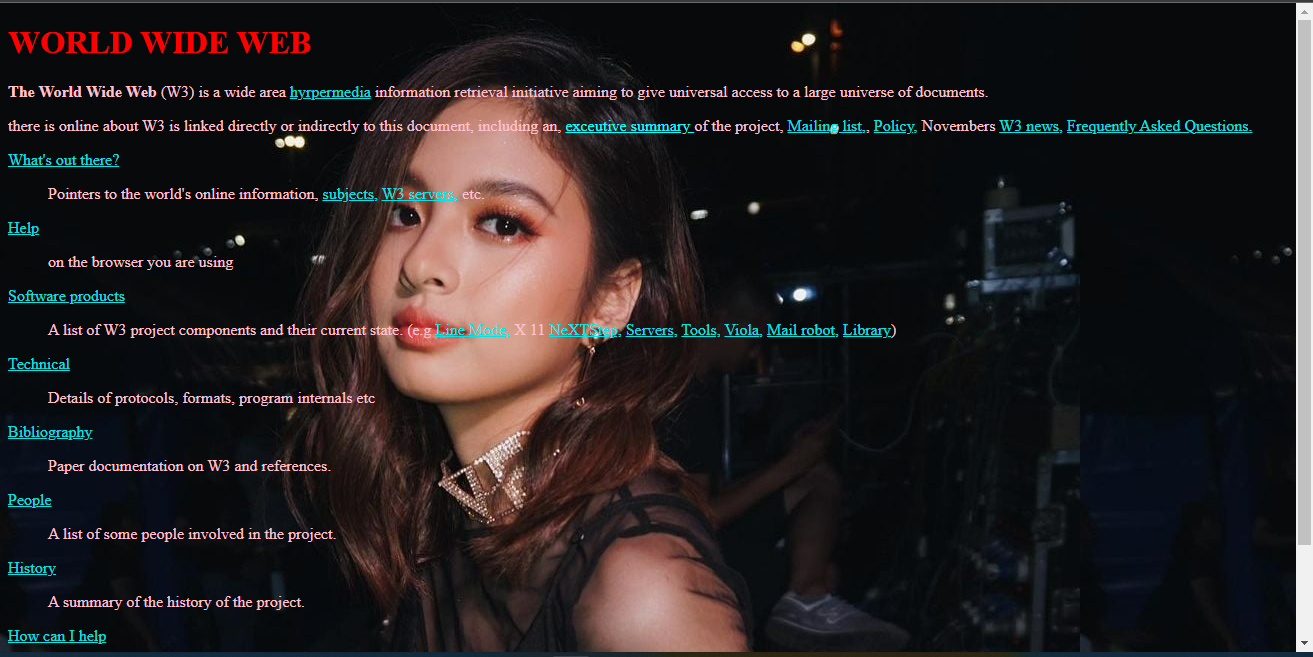 WORLD WIDE WEB
The World Wide Web (W3) is a wide area hyrpermedia information retrieval initiative aiming to give universal access to a large universe of documents.
there is online about W3 is linked directly or indirectly to this document, including an, exceutive summary of the project, Mailing list,, Policy, Novembers W3 news, Frequently Asked Questions.
What's out there?
Pointers to the world's online information, subjects, W3 servers, etc.
Help
on the browser you are using
Software products
A list of W3 project components and their current state. (e.g Line Mode, X 11 NeXTStep, Servers, Tools, Viola, Mail robot, Library)
Technical
Details of protocols, formats, program internals etc
Bibliography
Paper documentation on W3 and references.
People
A list of some people involved in the project.
History
A summary of the history of the project.
How can I help